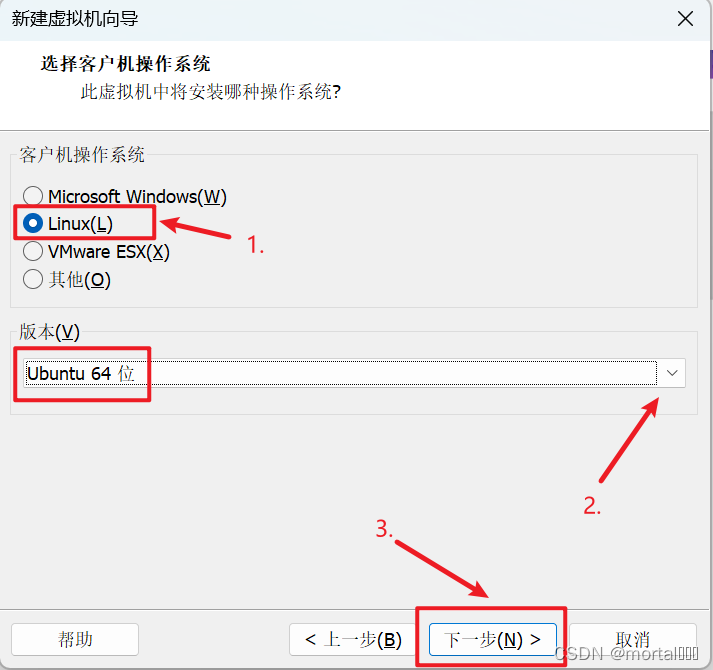 新建虚拟机向导
选择客户机操作系统
此虚拟机中将安装哪种操作系统?
客户机操作系统
Microsoft Windows(W)
Linux(L)
1.
VMware ESX(X)
其他(O)
版本(V)
Ubuntu 64 位
2.
3.
帮助
< 上一步(B)
下一步(N) >
取消
CSDN @mortal